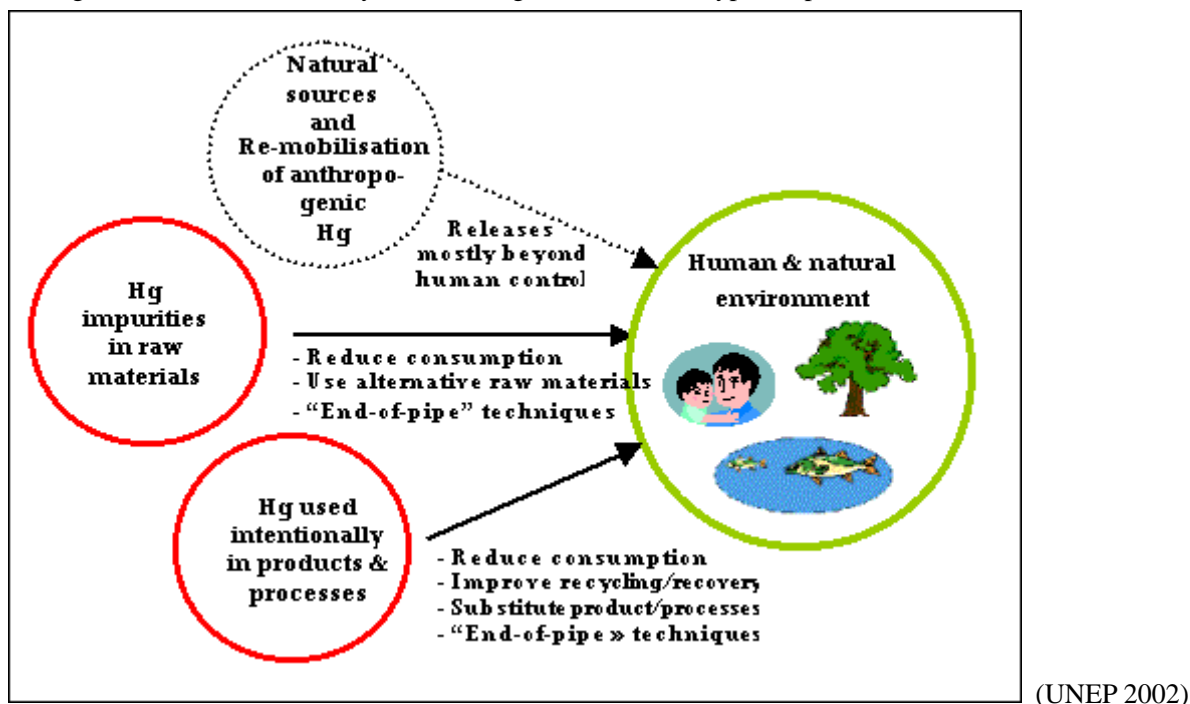 Natural
sources
and
Re-mobilisation
of anthropo-
genic
Hg
Releases
mostly beyond
human control
Human & natural
environment
Hg
impurities
in raw
materials
- Reduce consumption
- Use alternative raw materials
- “End-of-pipe” techniques
Hg used
intentionally
in products &
processes
- Reduce consumption
- Improve recycling/recovery
- Substitute product/processes
- “End-of-pipe » techniques
(UNEP 2002)